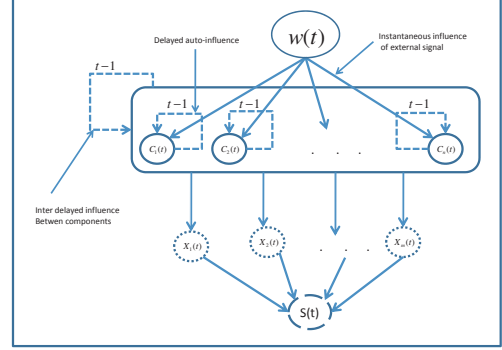 w(t)
Delayed auto-influence
Instantaneous influence
of external signal
t−1
t−1
t−1
t−1
C₁(t)
C₂(t)
. . .
Cₙ(t)
Inter delayed influence
Betwen components
X₁(t)
X₂(t)
. . .
Xₘ(t)
S(t)